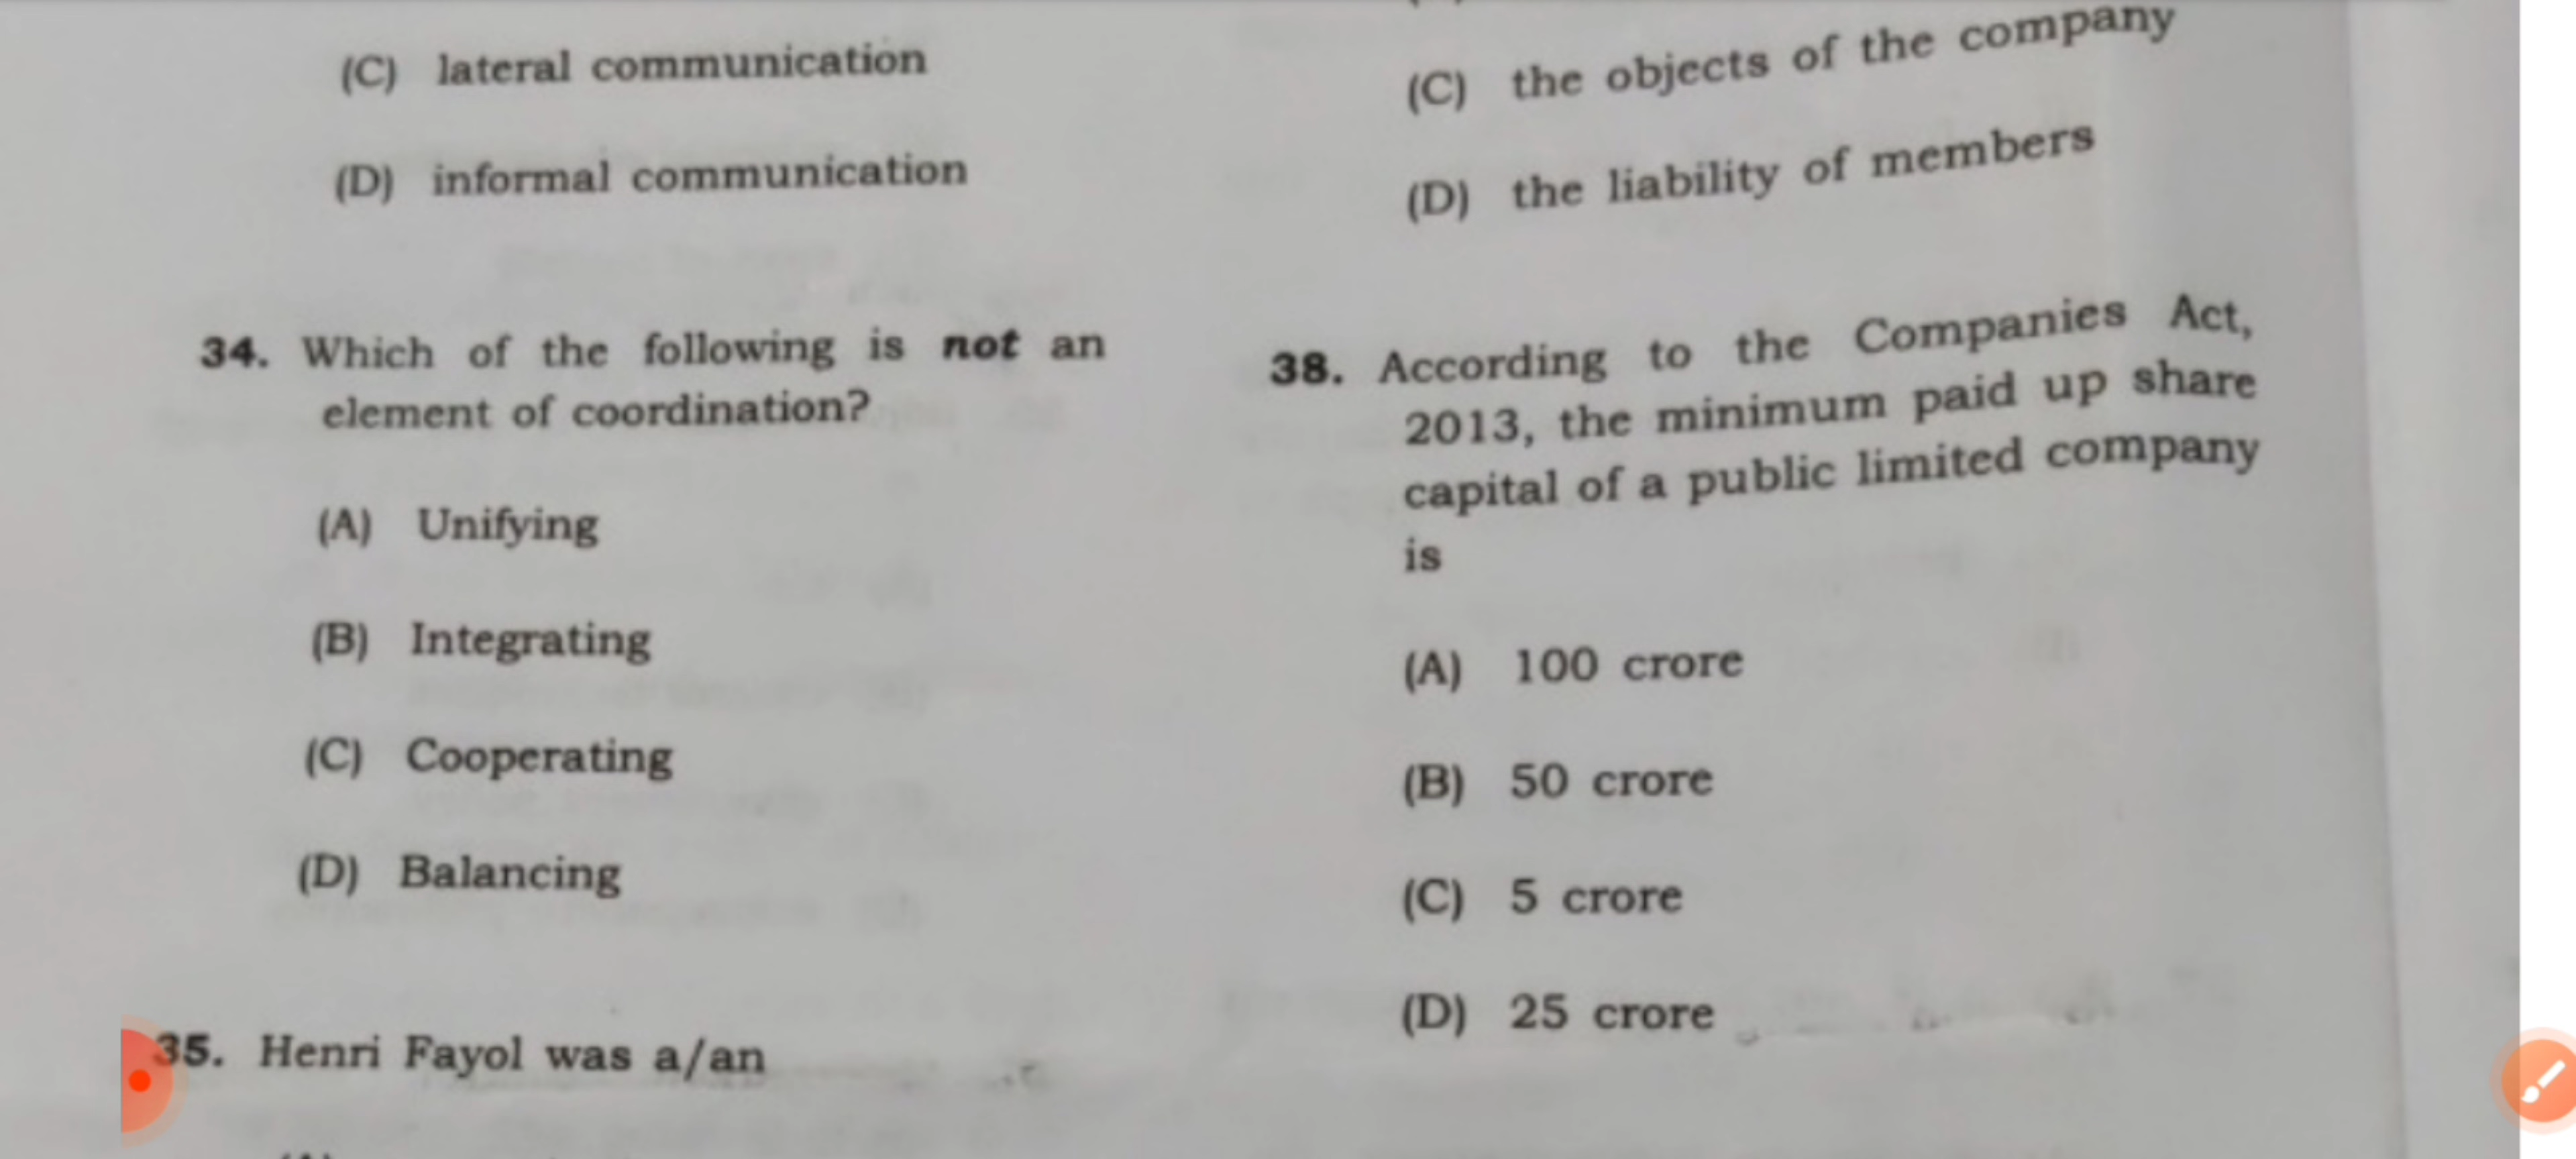 (C) lateral communication
(D) informal communication
34. Which of the following is not an
element of coordination?
(A) Unifying
(B) Integrating
(C) Cooperating
(D) Balancing
35. Henri Fayol was a/an
(C) the objects of the company
(D) the liability of members
38. According to the Companies Act,
2013, the minimum paid up share
capital of a public limited company
is
(A) 100 crore
(B) 50 crore
(C) 5 crore
(D) 25 crore